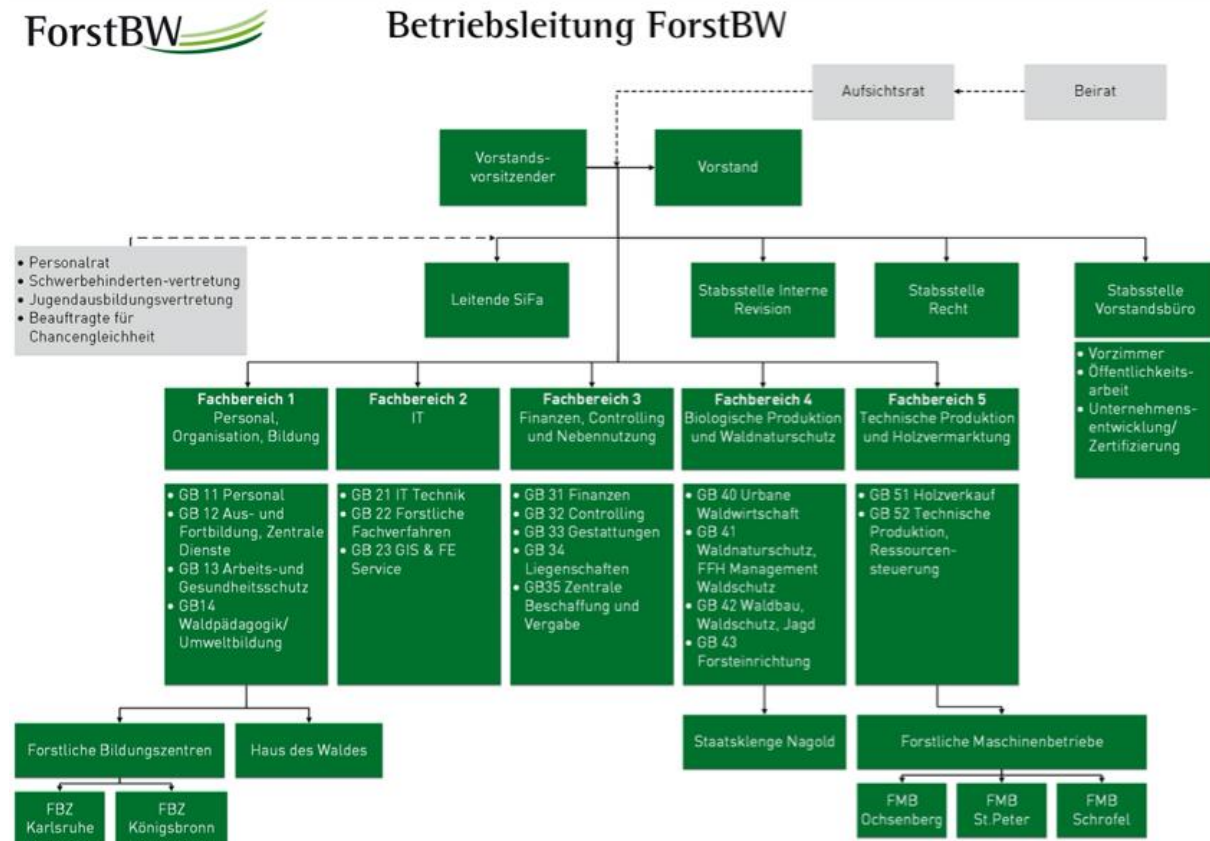 ForstBW
Betriebsleitung ForstBW
Aufsichtsrat
Beirat
Vorstands-
vorsitzender
Vorstand
• Personalrat
• Schwerbehinderten-vertretung
• Jugendausbildungsvertretung
• Beauftragte für
Chancengleichheit
Leitende SiFa
Stabsstelle Interne
Revision
Stabsstelle
Recht
Stabsstelle
Vorstandsbüro
• Vorzimmer
• Öffentlichkeits-
arbeit
• Unternehmens-
entwicklung/
Zertifizierung
Fachbereich 1
Personal,
Organisation, Bildung
Fachbereich 2
IT
Fachbereich 3
Finanzen, Controlling
und Nebennutzung
Fachbereich 4
Biologische Produktion
und Waldnaturschutz
Fachbereich 5
Technische Produktion
und Holzvermarktung
• GB 11 Personal
• GB 12 Aus- und
Fortbildung, Zentrale
Dienste
• GB 13 Arbeits-und
Gesundheitsschutz
• GB14
Waldpädagogik/
Umweltbildung
• GB 21 IT Technik
• GB 22 Forstliche
Fachverfahren
• GB 23 GIS & FE
Service
• GB 31 Finanzen
• GB 32 Controlling
• GB 33 Gestattungen
• GB 34
Liegenschaften
• GB35 Zentrale
Beschaffung und
Vergabe
• GB 40 Urbane
Waldwirtschaft
• GB 41
Waldnaturschutz,
FFH Management
Waldschutz
• GB 42 Waldbau,
Waldschutz, Jagd
• GB 43
Forsteinrichtung
• GB 51 Holzverkauf
• GB 52 Technische
Produktion,
Ressourcen-
steuerung
Forstliche Bildungszentren
Haus des Waldes
Staatsklenge Nagold
Forstliche Maschinenbetriebe
FBZ
Karlsruhe
FBZ
Königsbronn
FMB
Ochsenberg
FMB
St.Peter
FMB
Schrofel